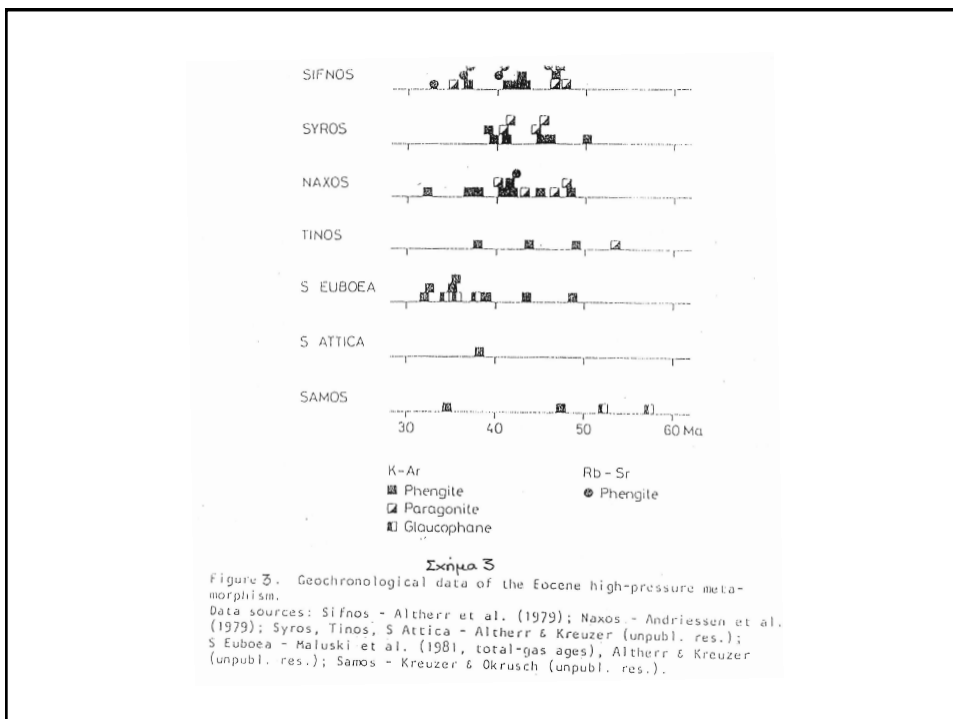 SIFNOS
SYROS
NAXOS
TINOS
S EUBOEA
S ATTICA
SAMOS
30 40 50 60 Ma
K-Ar
Phengite
Paragonite
Glaucophane
Rb-Sr
Phengite
Σχήμα 3
Figure 3. Geochronological data of the Eocene high-pressure meta-
morphism.
Data sources: Sifnos - Altherr et al. (1979); Naxos - Andriessen et al.
(1979); Syros, Tinos, S Attica - Altherr & Kreuzer (unpubl. res.);
S Euboea - Maluski et al. (1981, total-gas ages), Altherr & Kreuzer
(unpubl. res.); Samos - Kreuzer & Okrusch (unpubl. res.).